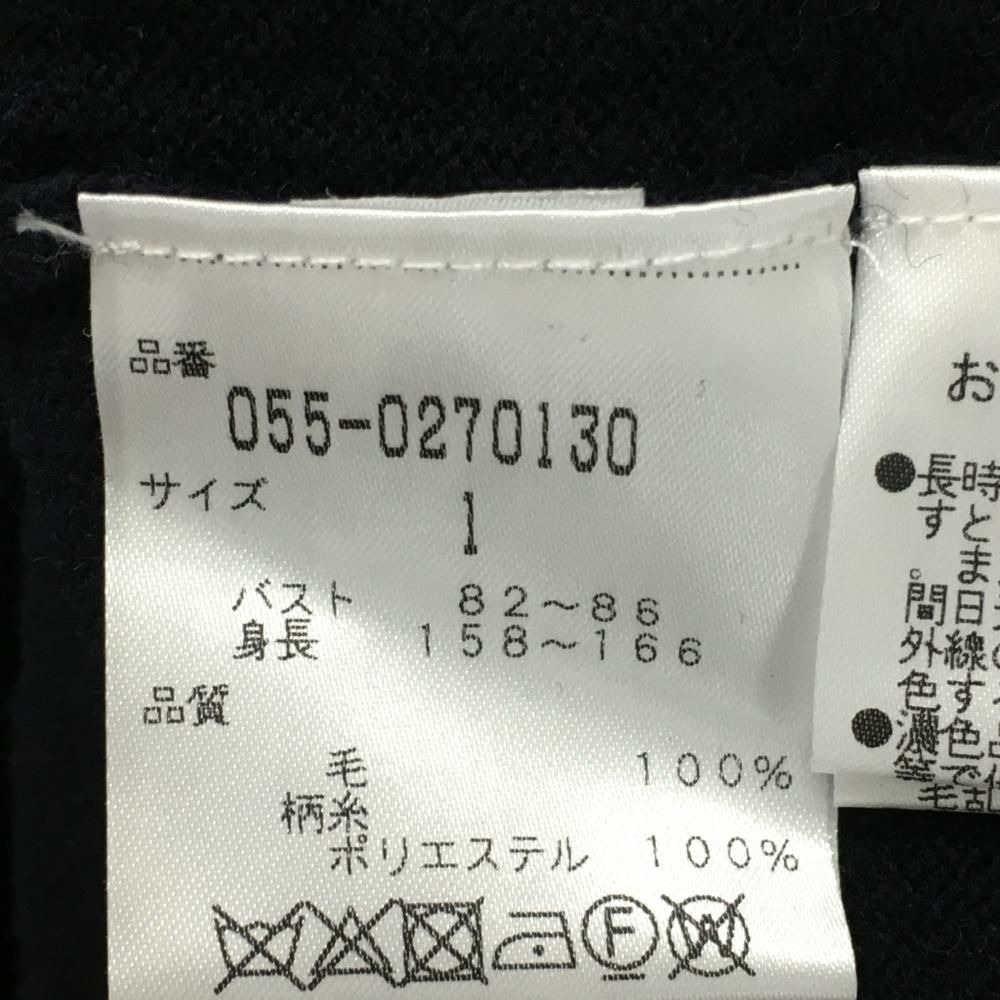 品番
055-0270130
サイズ
1
バスト 82〜86
身長 158〜166
品質
毛 100%
柄糸
ポリエステル 100%
F
W
お
●長時
すと
ま
間日
外線
色す
●濃色
等で
毛乱